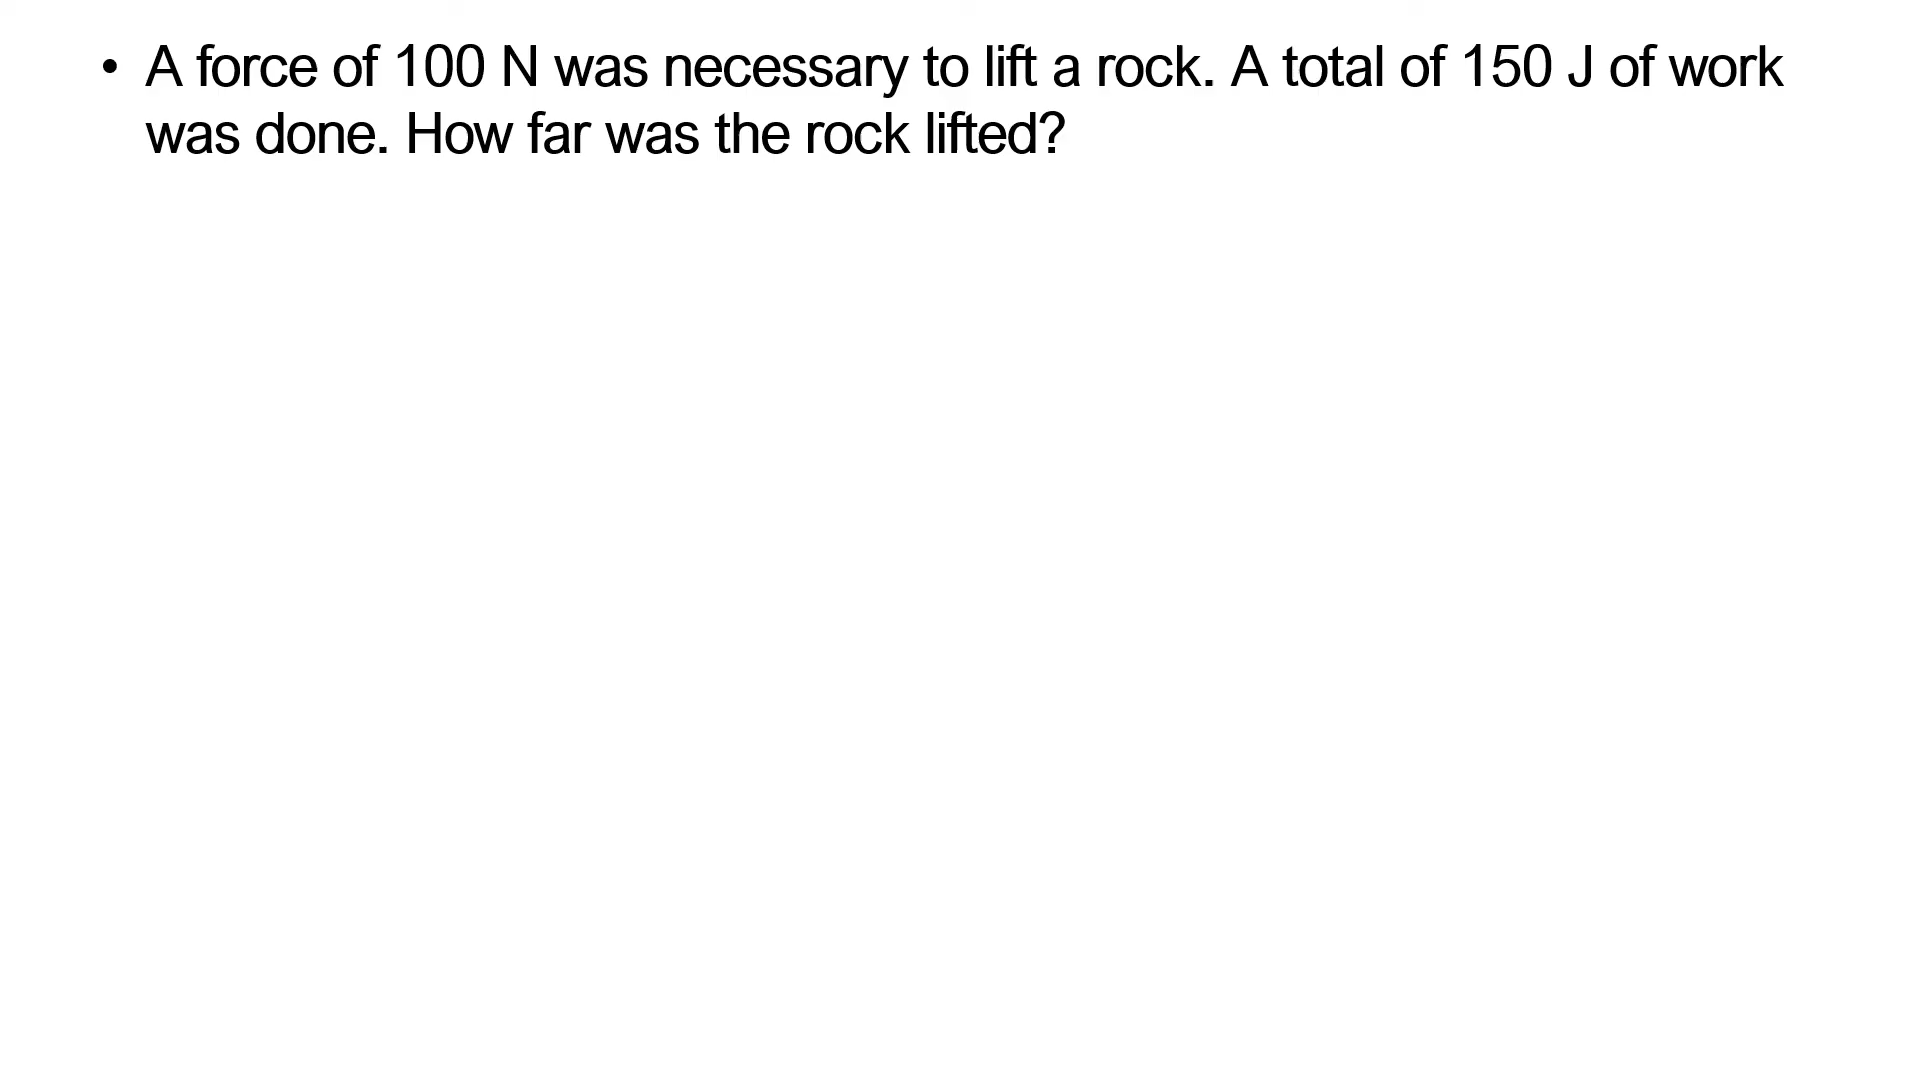 • A force of 100 N was necessary to lift a rock. A total of 150 J of work
was done. How far was the rock lifted?